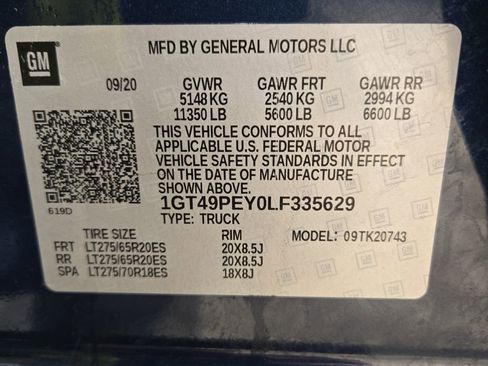 GM
MFD BY GENERAL MOTORS LLC
09/20 GVWR GAWR FRT GAWR RR
5148 KG 2540 KG 2994 KG
11350 LB 5600 LB 6600 LB
THIS VEHICLE CONFORMS TO ALL
APPLICABLE U.S. FEDERAL MOTOR
VEHICLE SAFETY STANDARDS IN EFFECT
ON THE DATE OF MANUFACTURE
SHOWN ABOVE.
619D
1GT49PEY0LF335629
TYPE: TRUCK
TIRE SIZE RIM MODEL: 09TK20743
FRT LT275/65R20ES 20X8.5J
RR LT275/65R20ES 20X8.5J
SPA LT275/70R18ES 18X8J